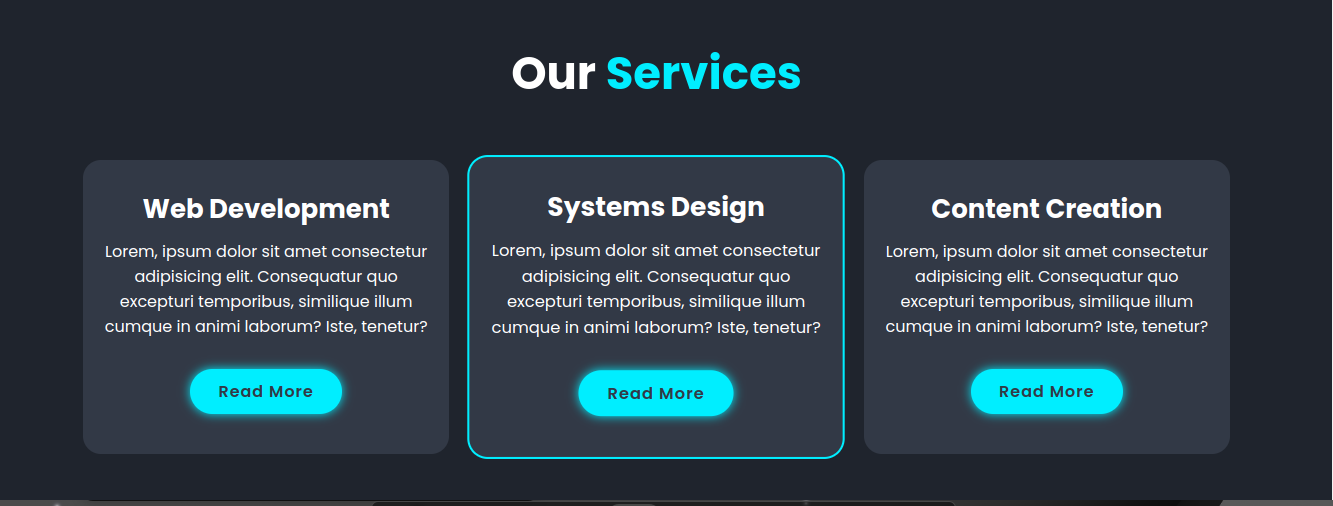 Our Services
Web Development
Lorem, ipsum dolor sit amet consectetur
adipisicing elit. Consequatur quo
excepturi temporibus, similique illum
cumque in animi laborum? Iste, tenetur?
Read More
Systems Design
Lorem, ipsum dolor sit amet consectetur
adipisicing elit. Consequatur quo
excepturi temporibus, similique illum
cumque in animi laborum? Iste, tenetur?
Read More
Content Creation
Lorem, ipsum dolor sit amet consectetur
adipisicing elit. Consequatur quo
excepturi temporibus, similique illum
cumque in animi laborum? Iste, tenetur?
Read More